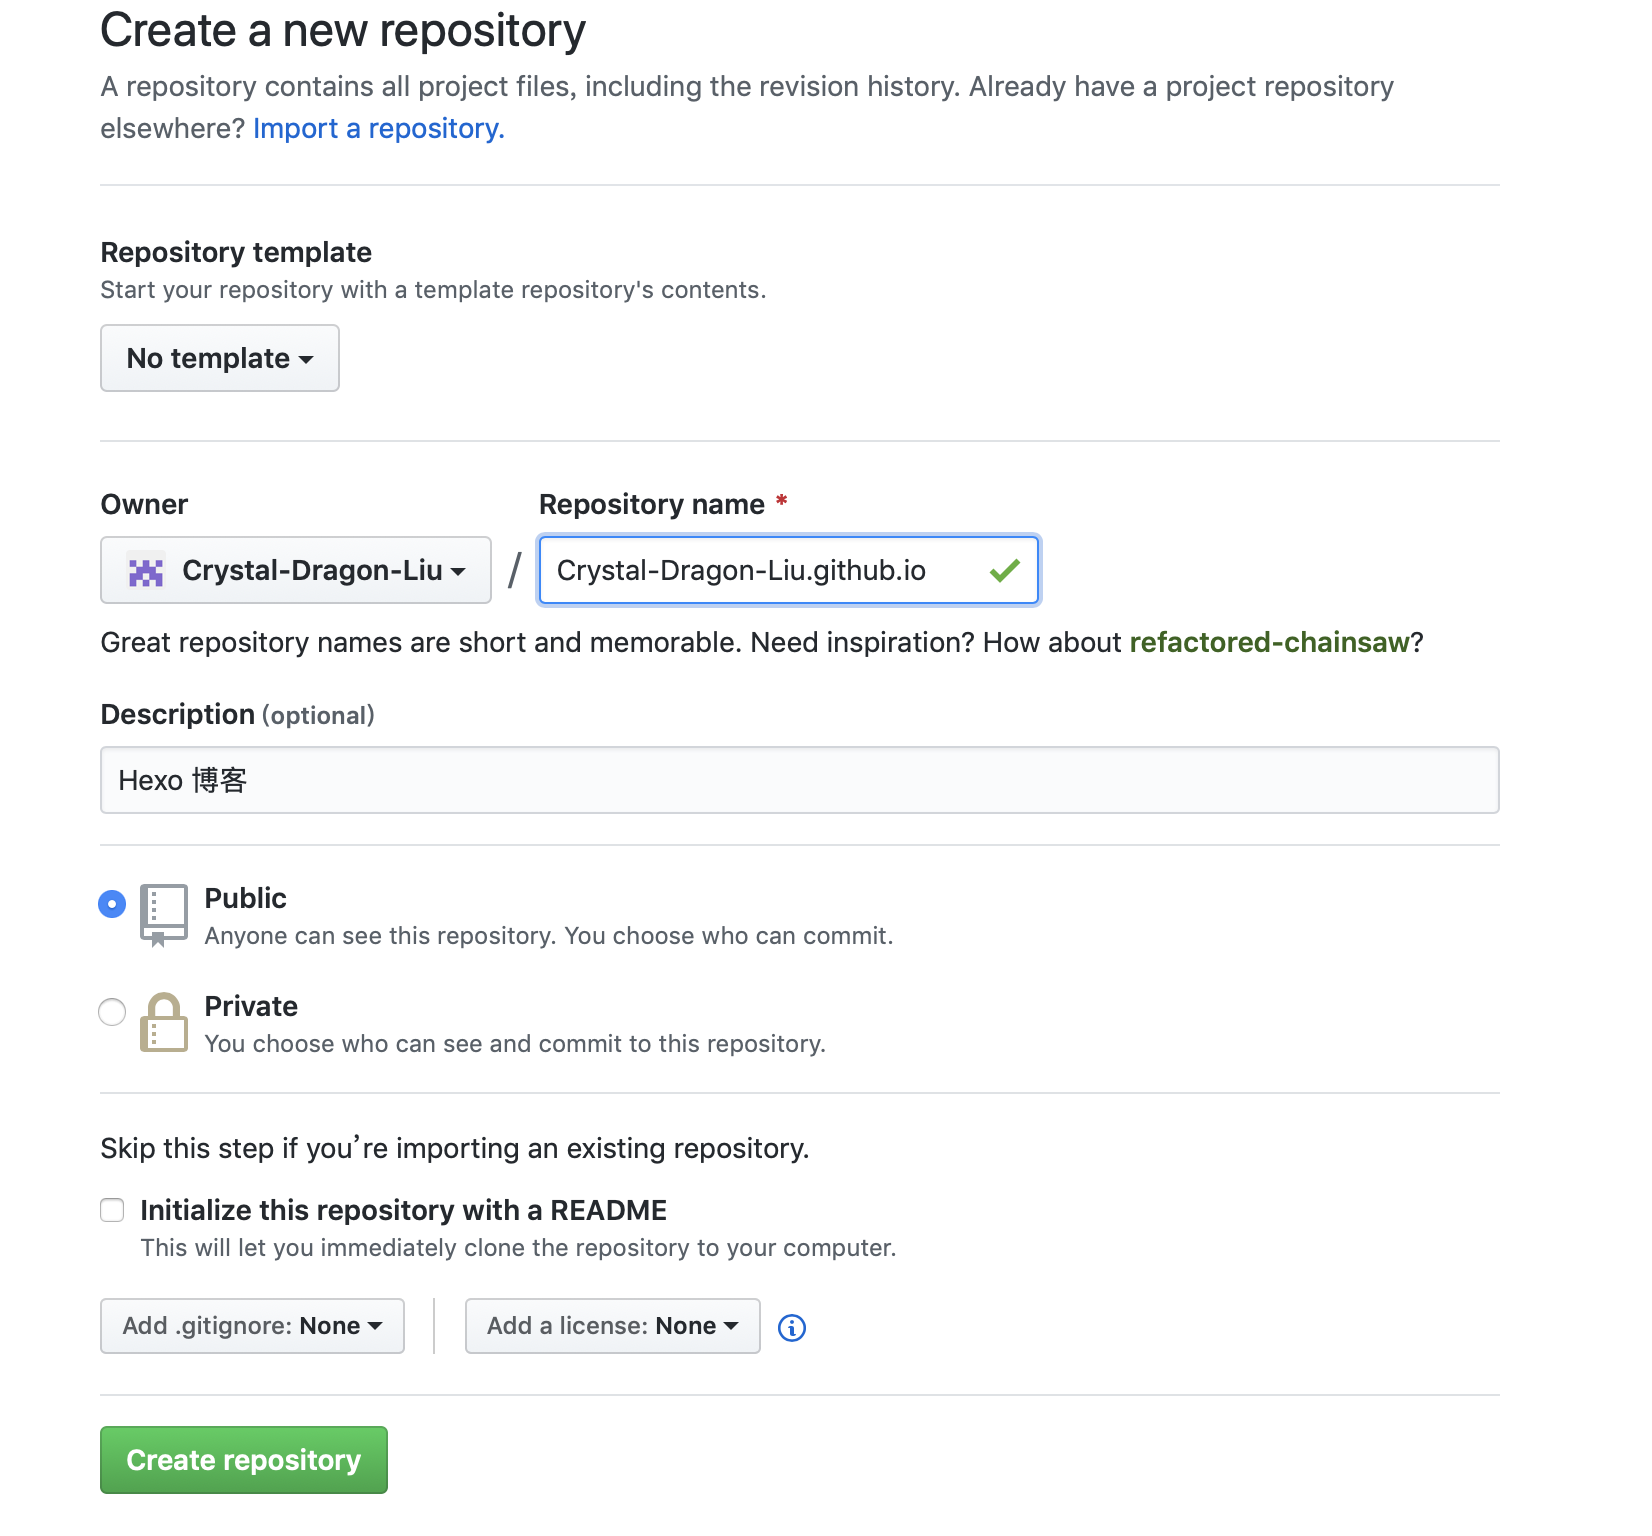 Create a new repository
A repository contains all project files, including the revision history. Already have a project repository
elsewhere? Import a repository.
Repository template
Start your repository with a template repository's contents.
No template
Owner
Repository name *
Crystal-Dragon-Liu / Crystal-Dragon-Liu.github.io
Great repository names are short and memorable. Need inspiration? How about refactored-chainsaw?
Description (optional)
Hexo 博客
Public
Anyone can see this repository. You choose who can commit.
Private
You choose who can see and commit to this repository.
Skip this step if you’re importing an existing repository.
Initialize this repository with a README
This will let you immediately clone the repository to your computer.
Add .gitignore: None
Add a license: None
Create repository